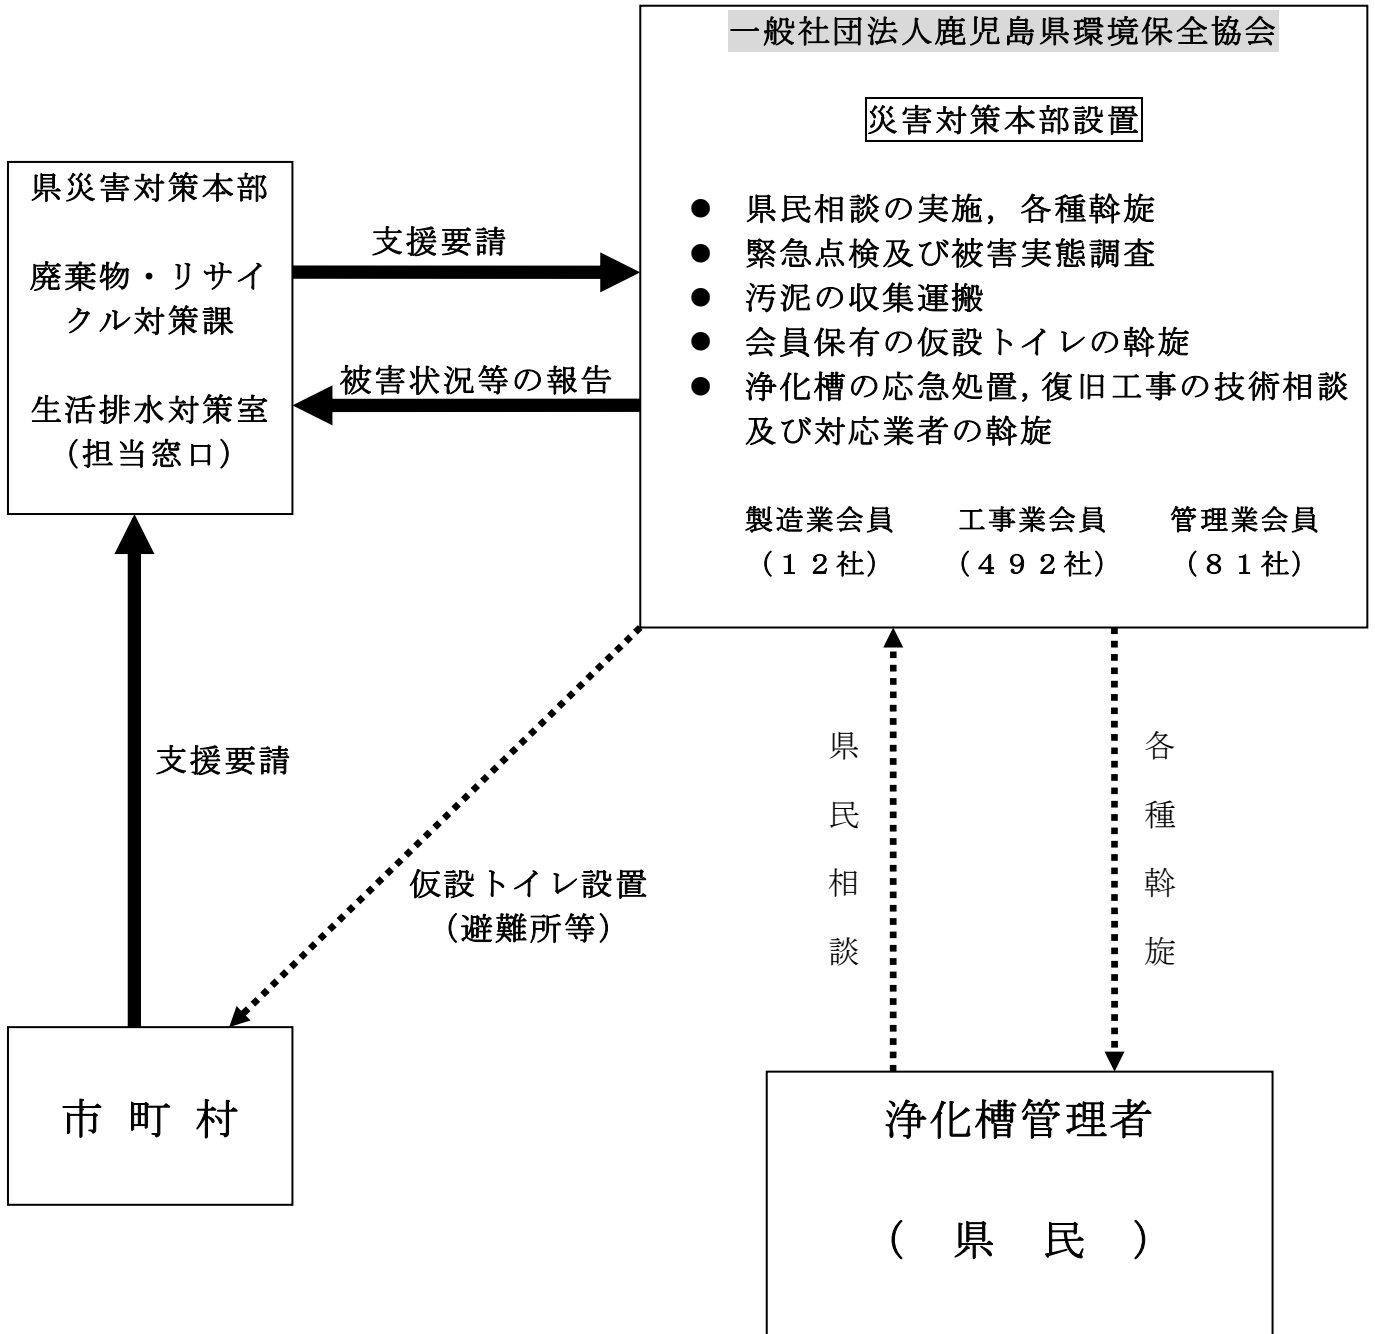 一般社団法人鹿児島県環境保全協会
災害対策本部設置
● 県民相談の実施，各種斡旋
● 緊急点検及び被害実態調査
● 汚泥の収集運搬
● 会員保有の仮設トイレの斡旋
● 浄化槽の応急処置，復旧工事の技術相談
及び対応業者の斡旋
製造業会員 工事業会員 管理業会員
（１２社） （４９２社） （８１社）
県災害対策本部
廃棄物・リサイ
クル対策課
生活排水対策室
（担当窓口）
支援要請
被害状況等の報告
支援要請
仮設トイレ設置
（避難所等）
県民相談
各種斡旋
市 町 村
浄化槽管理者
（ 県 民 ）